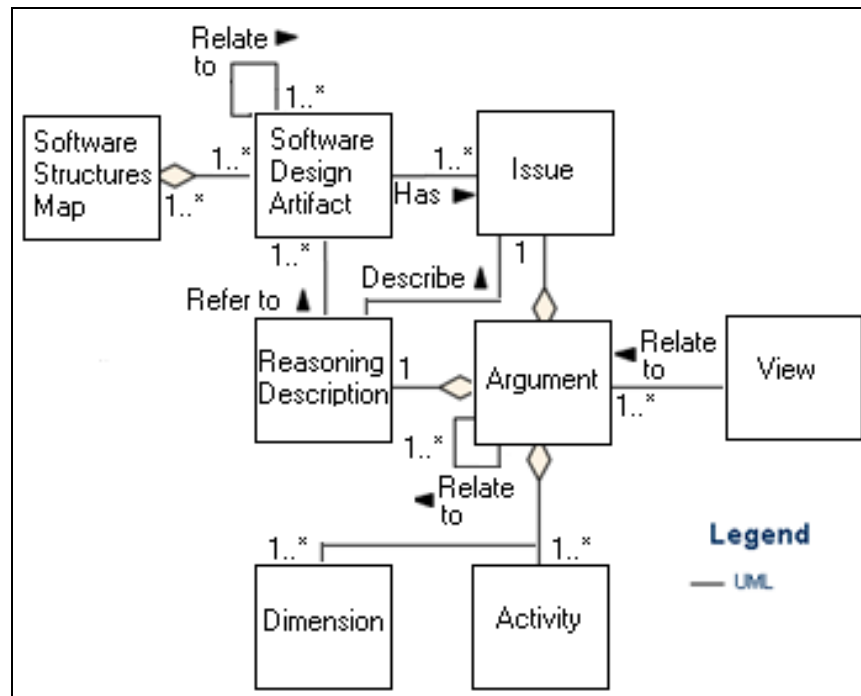 Relate ►
to
1..*
Software
Structures
Map
1..*
1..*
Software
Design
Artifact
1..*
Has ►
Issue
1..*
1
Describe ▲
Refer to ▲
Reasoning
Description
1
Argument
◄ Relate
to
1..*
View
1..*
◄ Relate
to
1..*
1..*
Dimension
Activity
Legend
UML